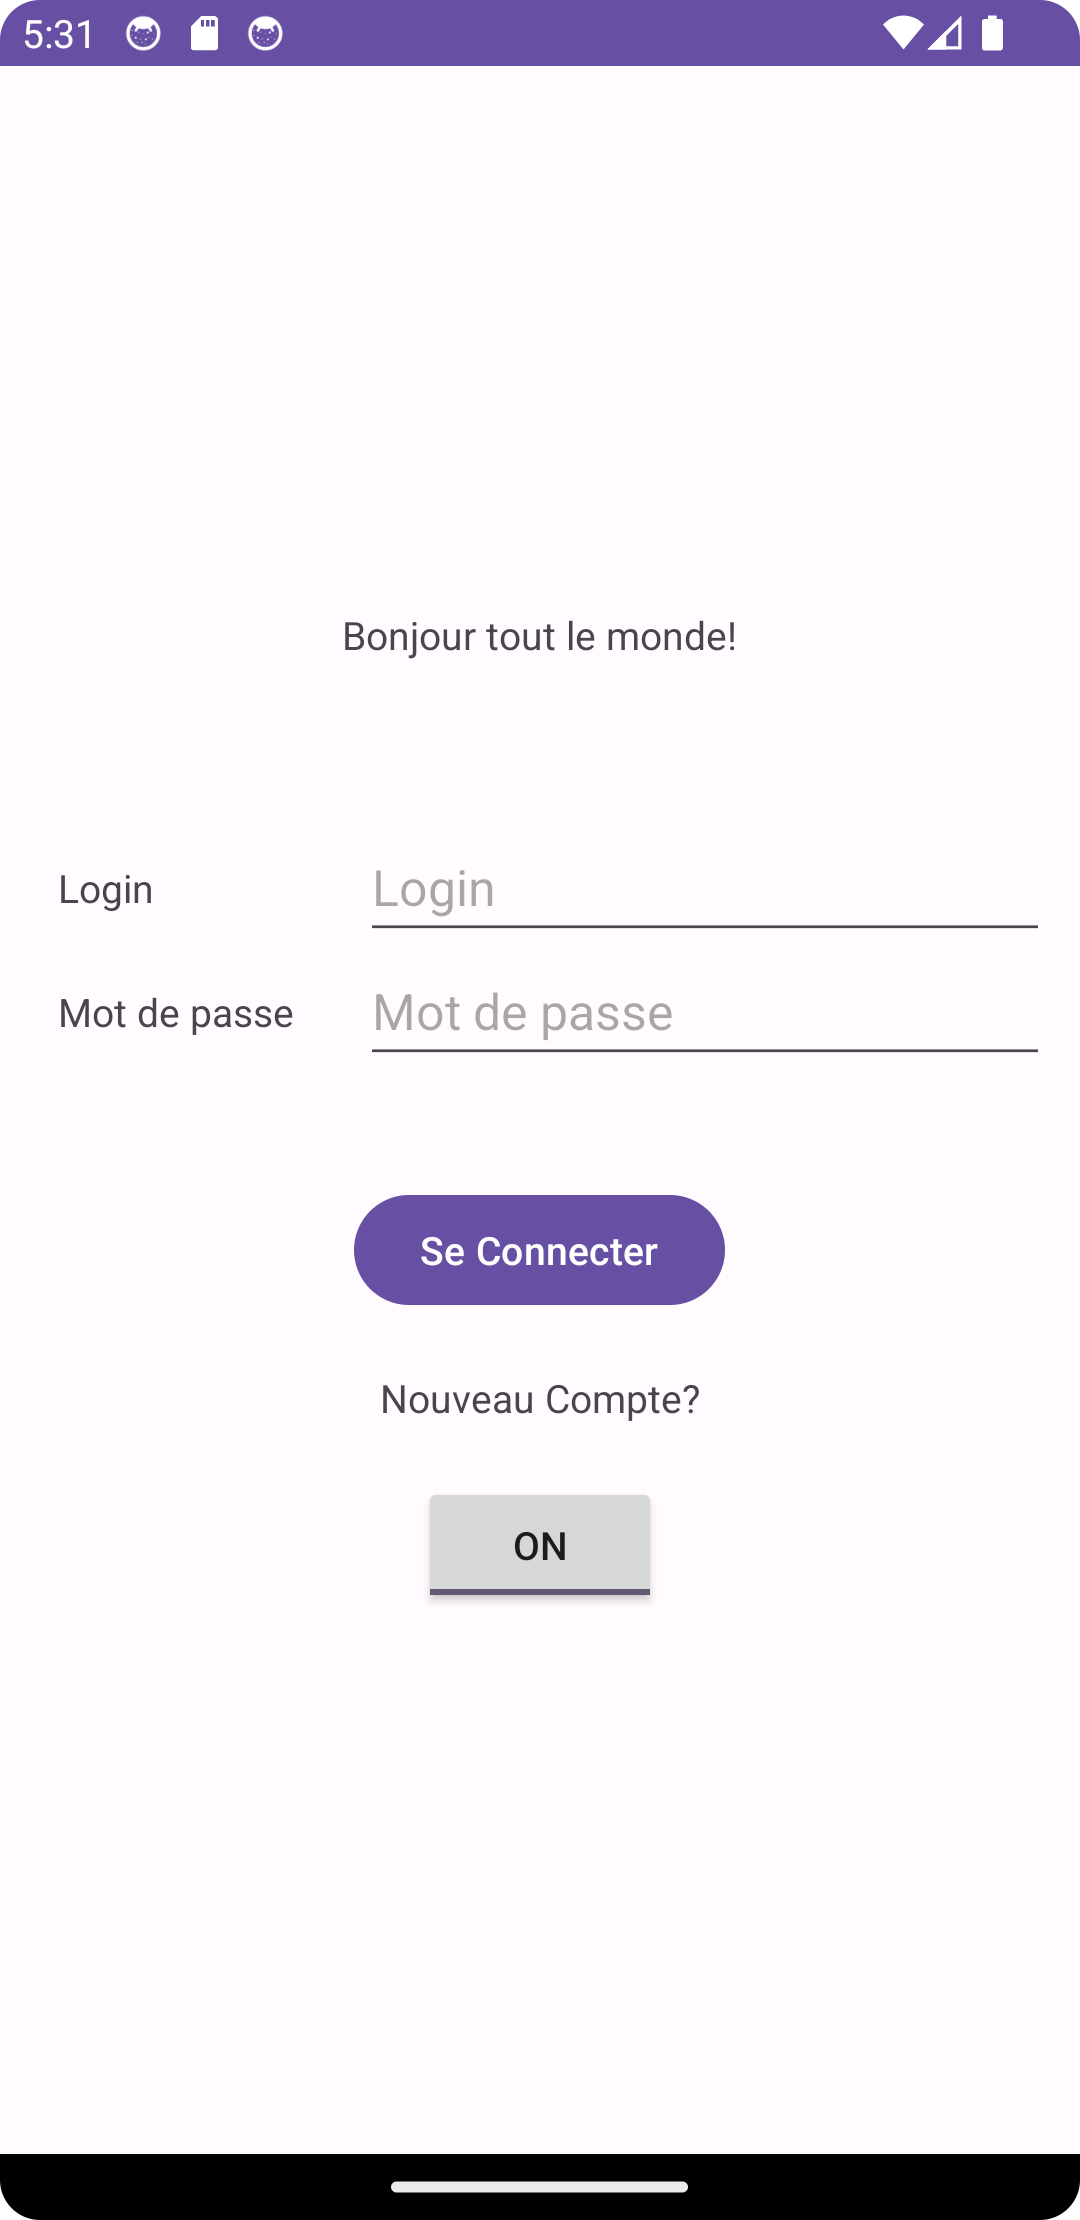 5:31
Bonjour tout le monde!
Login Login
Mot de passe Mot de passe
Se Connecter
Nouveau Compte?
ON